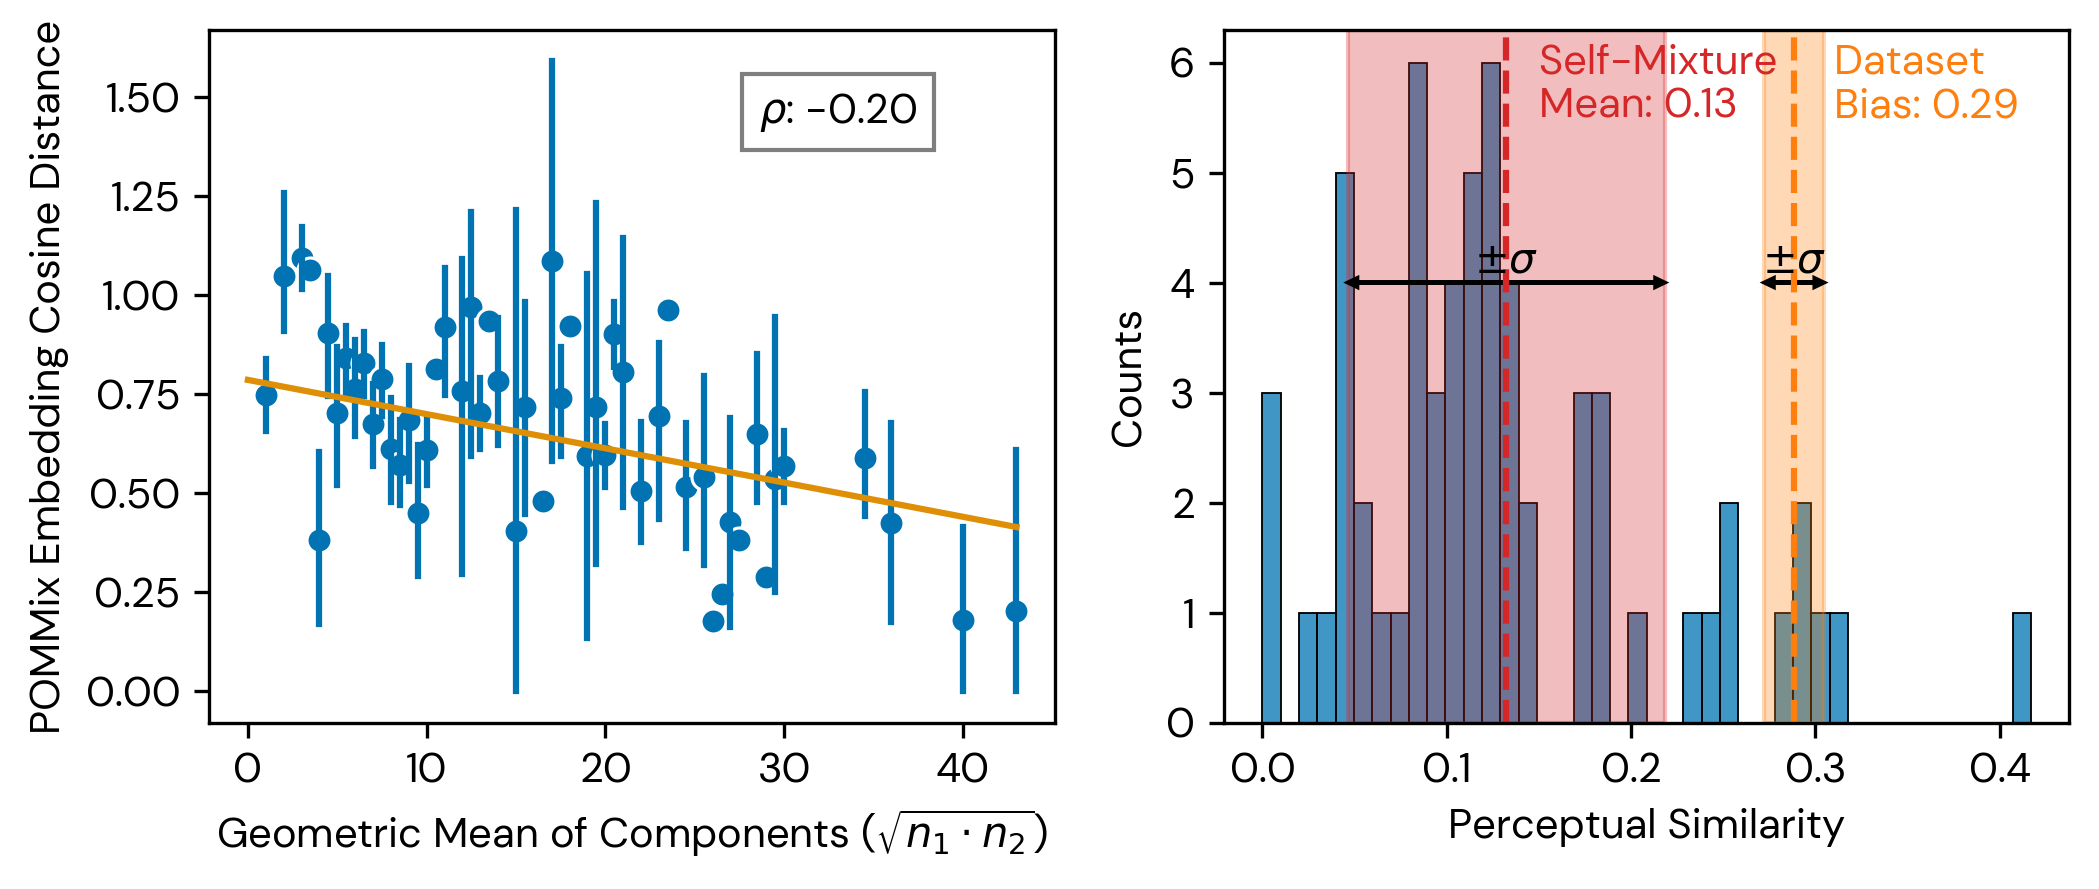 POMMix Embedding Cosine Distance
1.50
1.25
1.00
0.75
0.50
0.25
0.00
ρ: -0.20
0 10 20 30 40
Geometric Mean of Components (√n₁ · n₂)
Counts
6
5
4
3
2
1
0
Self-Mixture
Mean: 0.13
Dataset
Bias: 0.29
±σ
±σ
0.0 0.1 0.2 0.3 0.4
Perceptual Similarity